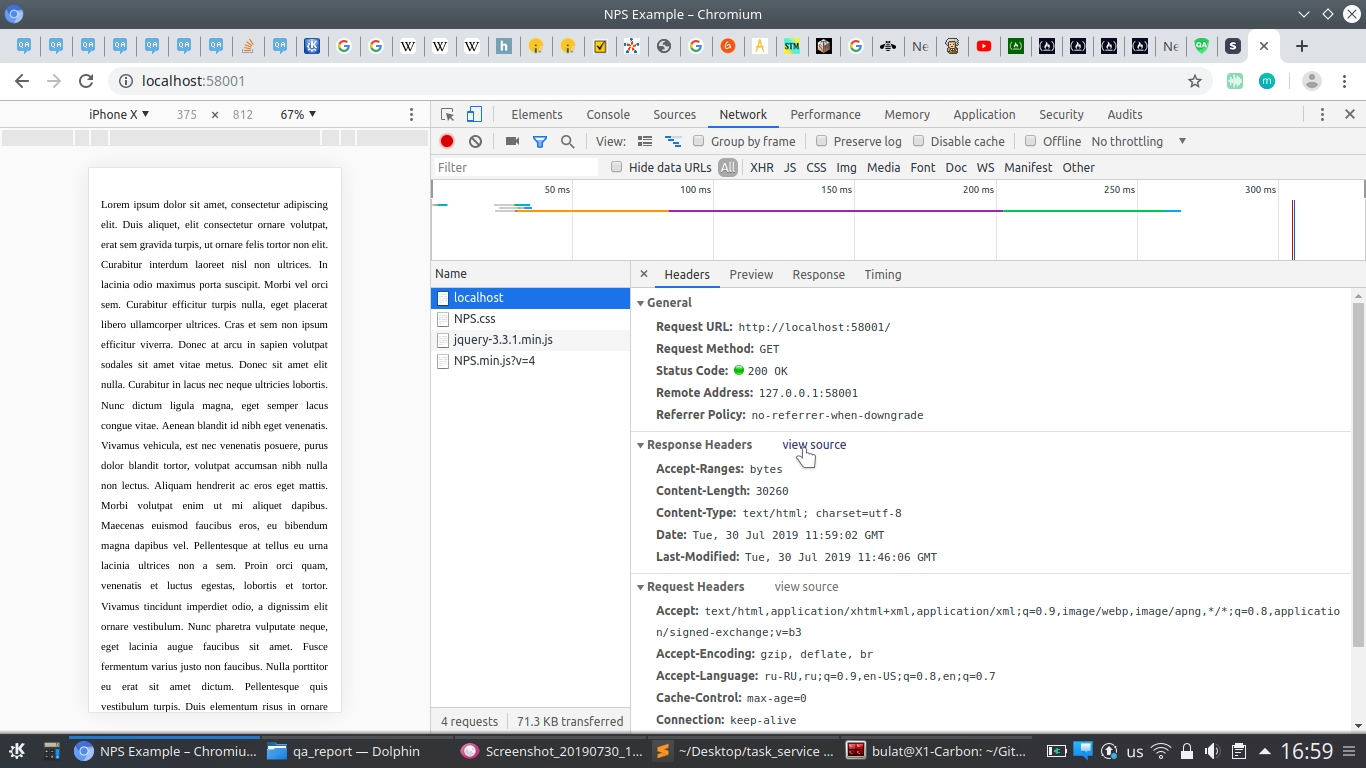 NPS Example – Chromium
QA
QA
QA
QA
QA
QA
QA
QA
G
G
W
W
W
h
G
A
STM
G
Ne
Ne
QA
S
localhost:58001
m
iPhone X
375 × 812
67%
Elements Console Sources Network Performance Memory Application Security Audits
View: Group by frame Preserve log Disable cache Offline No throttling
Filter Hide data URLs All XHR JS CSS Img Media Font Doc WS Manifest Other
50 ms 100 ms 150 ms 200 ms 250 ms 300 ms
Lorem ipsum dolor sit amet, consectetur adipiscing
elit. Duis aliquet, elit consectetur ornare volutpat,
erat sem gravida turpis, ut ornare felis tortor non elit.
Curabitur interdum laoreet nisl non ultrices. In
lacinia odio maximus porta suscipit. Morbi vel orci
sem. Curabitur efficitur turpis nulla, eget placerat
libero ullamcorper ultrices. Cras et sem non ipsum
efficitur viverra. Donec at arcu in sapien volutpat
sodales sit amet vitae metus. Donec sit amet elit
nulla. Curabitur in lacus nec neque ultricies lobortis.
Nunc dictum ligula magna, eget semper lacus
congue vitae. Aenean blandit id nibh eget venenatis.
Vivamus vehicula, est nec venenatis posuere, purus
dolor blandit tortor, volutpat accumsan nibh nulla
non lectus. Aliquam hendrerit ac eros eget mattis.
Morbi volutpat enim ut mi aliquet dapibus.
Maecenas euismod faucibus eros, eu bibendum
magna dapibus vel. Pellentesque at tellus eu urna
lacinia ultrices non a sem. Proin orci quam,
venenatis et luctus egestas, lobortis et tortor.
Vivamus tincidunt imperdiet odio, a dignissim elit
ornare vestibulum. Nunc pharetra vulputate neque,
eget lacinia augue faucibus sit amet. Fusce
fermentum varius justo non faucibus. Nulla porttitor
eu erat sit amet dictum. Pellentesque quis
vestibulum turpis. Duis elementum risus in ornare
Name
localhost
NPS.css
jquery-3.3.1.min.js
NPS.min.js?v=4
4 requests 71.3 KB transferred
× Headers Preview Response Timing
General
Request URL: http://localhost:58001/
Request Method: GET
Status Code: 200 OK
Remote Address: 127.0.0.1:58001
Referrer Policy: no-referrer-when-downgrade
Response Headers view source
Accept-Ranges: bytes
Content-Length: 30260
Content-Type: text/html; charset=utf-8
Date: Tue, 30 Jul 2019 11:59:02 GMT
Last-Modified: Tue, 30 Jul 2019 11:46:06 GMT
Request Headers view source
Accept: text/html,application/xhtml+xml,application/xml;q=0.9,image/webp,image/apng,*/*;q=0.8,applicatio
n/signed-exchange;v=b3
Accept-Encoding: gzip, deflate, br
Accept-Language: ru-RU,ru;q=0.9,en-US;q=0.8,en;q=0.7
Cache-Control: max-age=0
Connection: keep-alive
NPS Example – Chromiu... qa_report — Dolphin Screenshot_20190730_1... ~/Desktop/task_service ... bulat@X1-Carbon: ~/Git... us 16:59